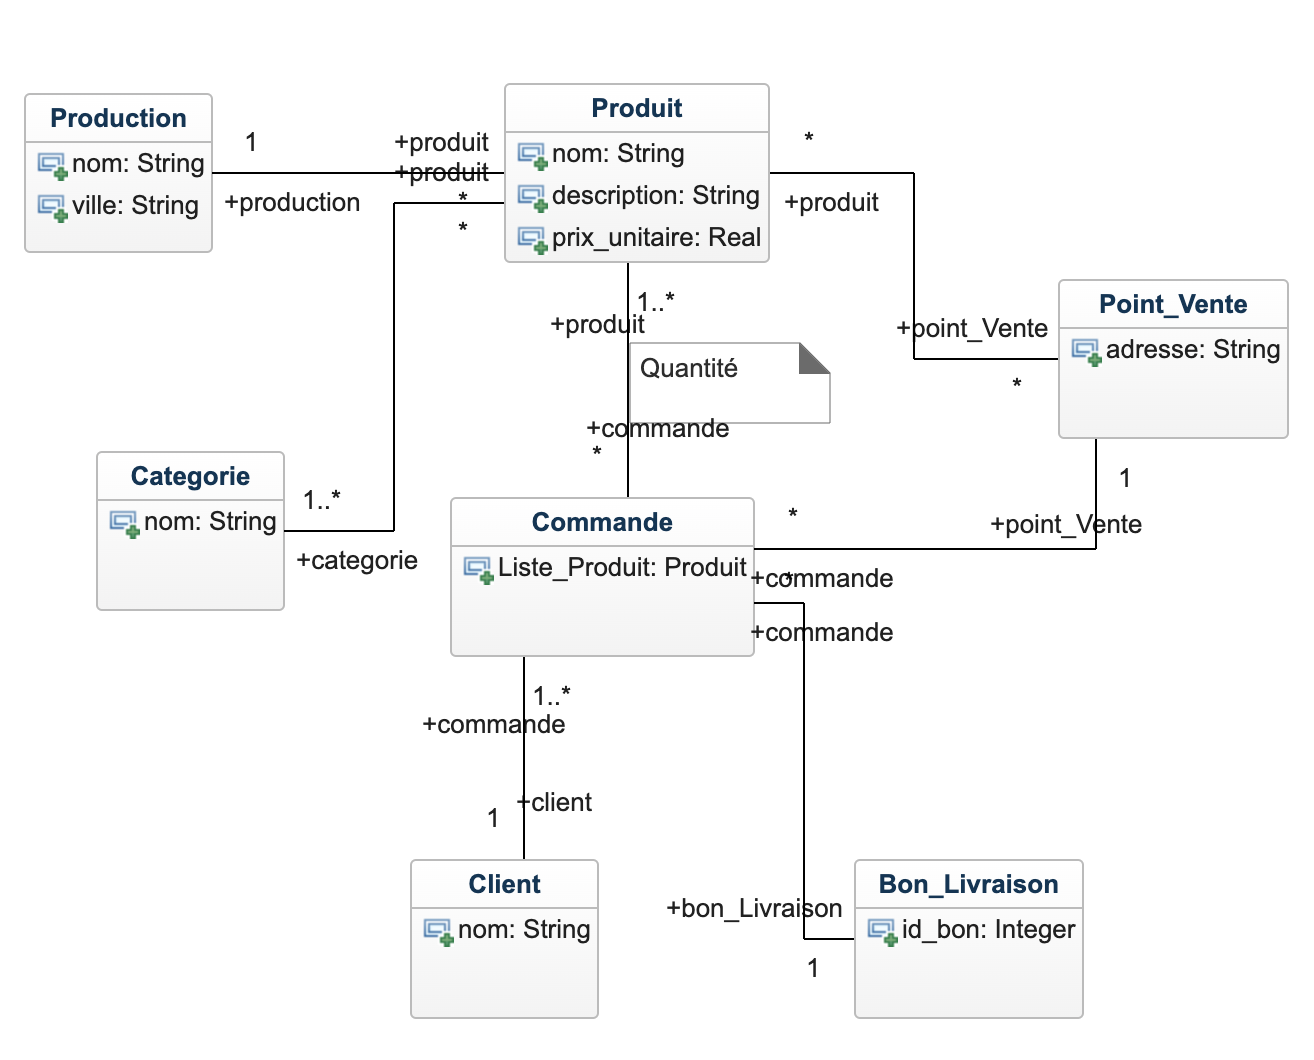 Production
nom: String
ville: String
1
+production
+produit
+produit
*
*
Produit
nom: String
description: String
prix_unitaire: Real
*
+produit
+point_Vente
*
Point_Vente
adresse: String
1..*
+produit
Quantité
+commande
*
Categorie
nom: String
1..*
+categorie
Commande
Liste_Produit: Produit
*
+commande
*
+commande
1
+point_Vente
1..*
+commande
+client
1
Client
nom: String
+bon_Livraison
1
Bon_Livraison
id_bon: Integer